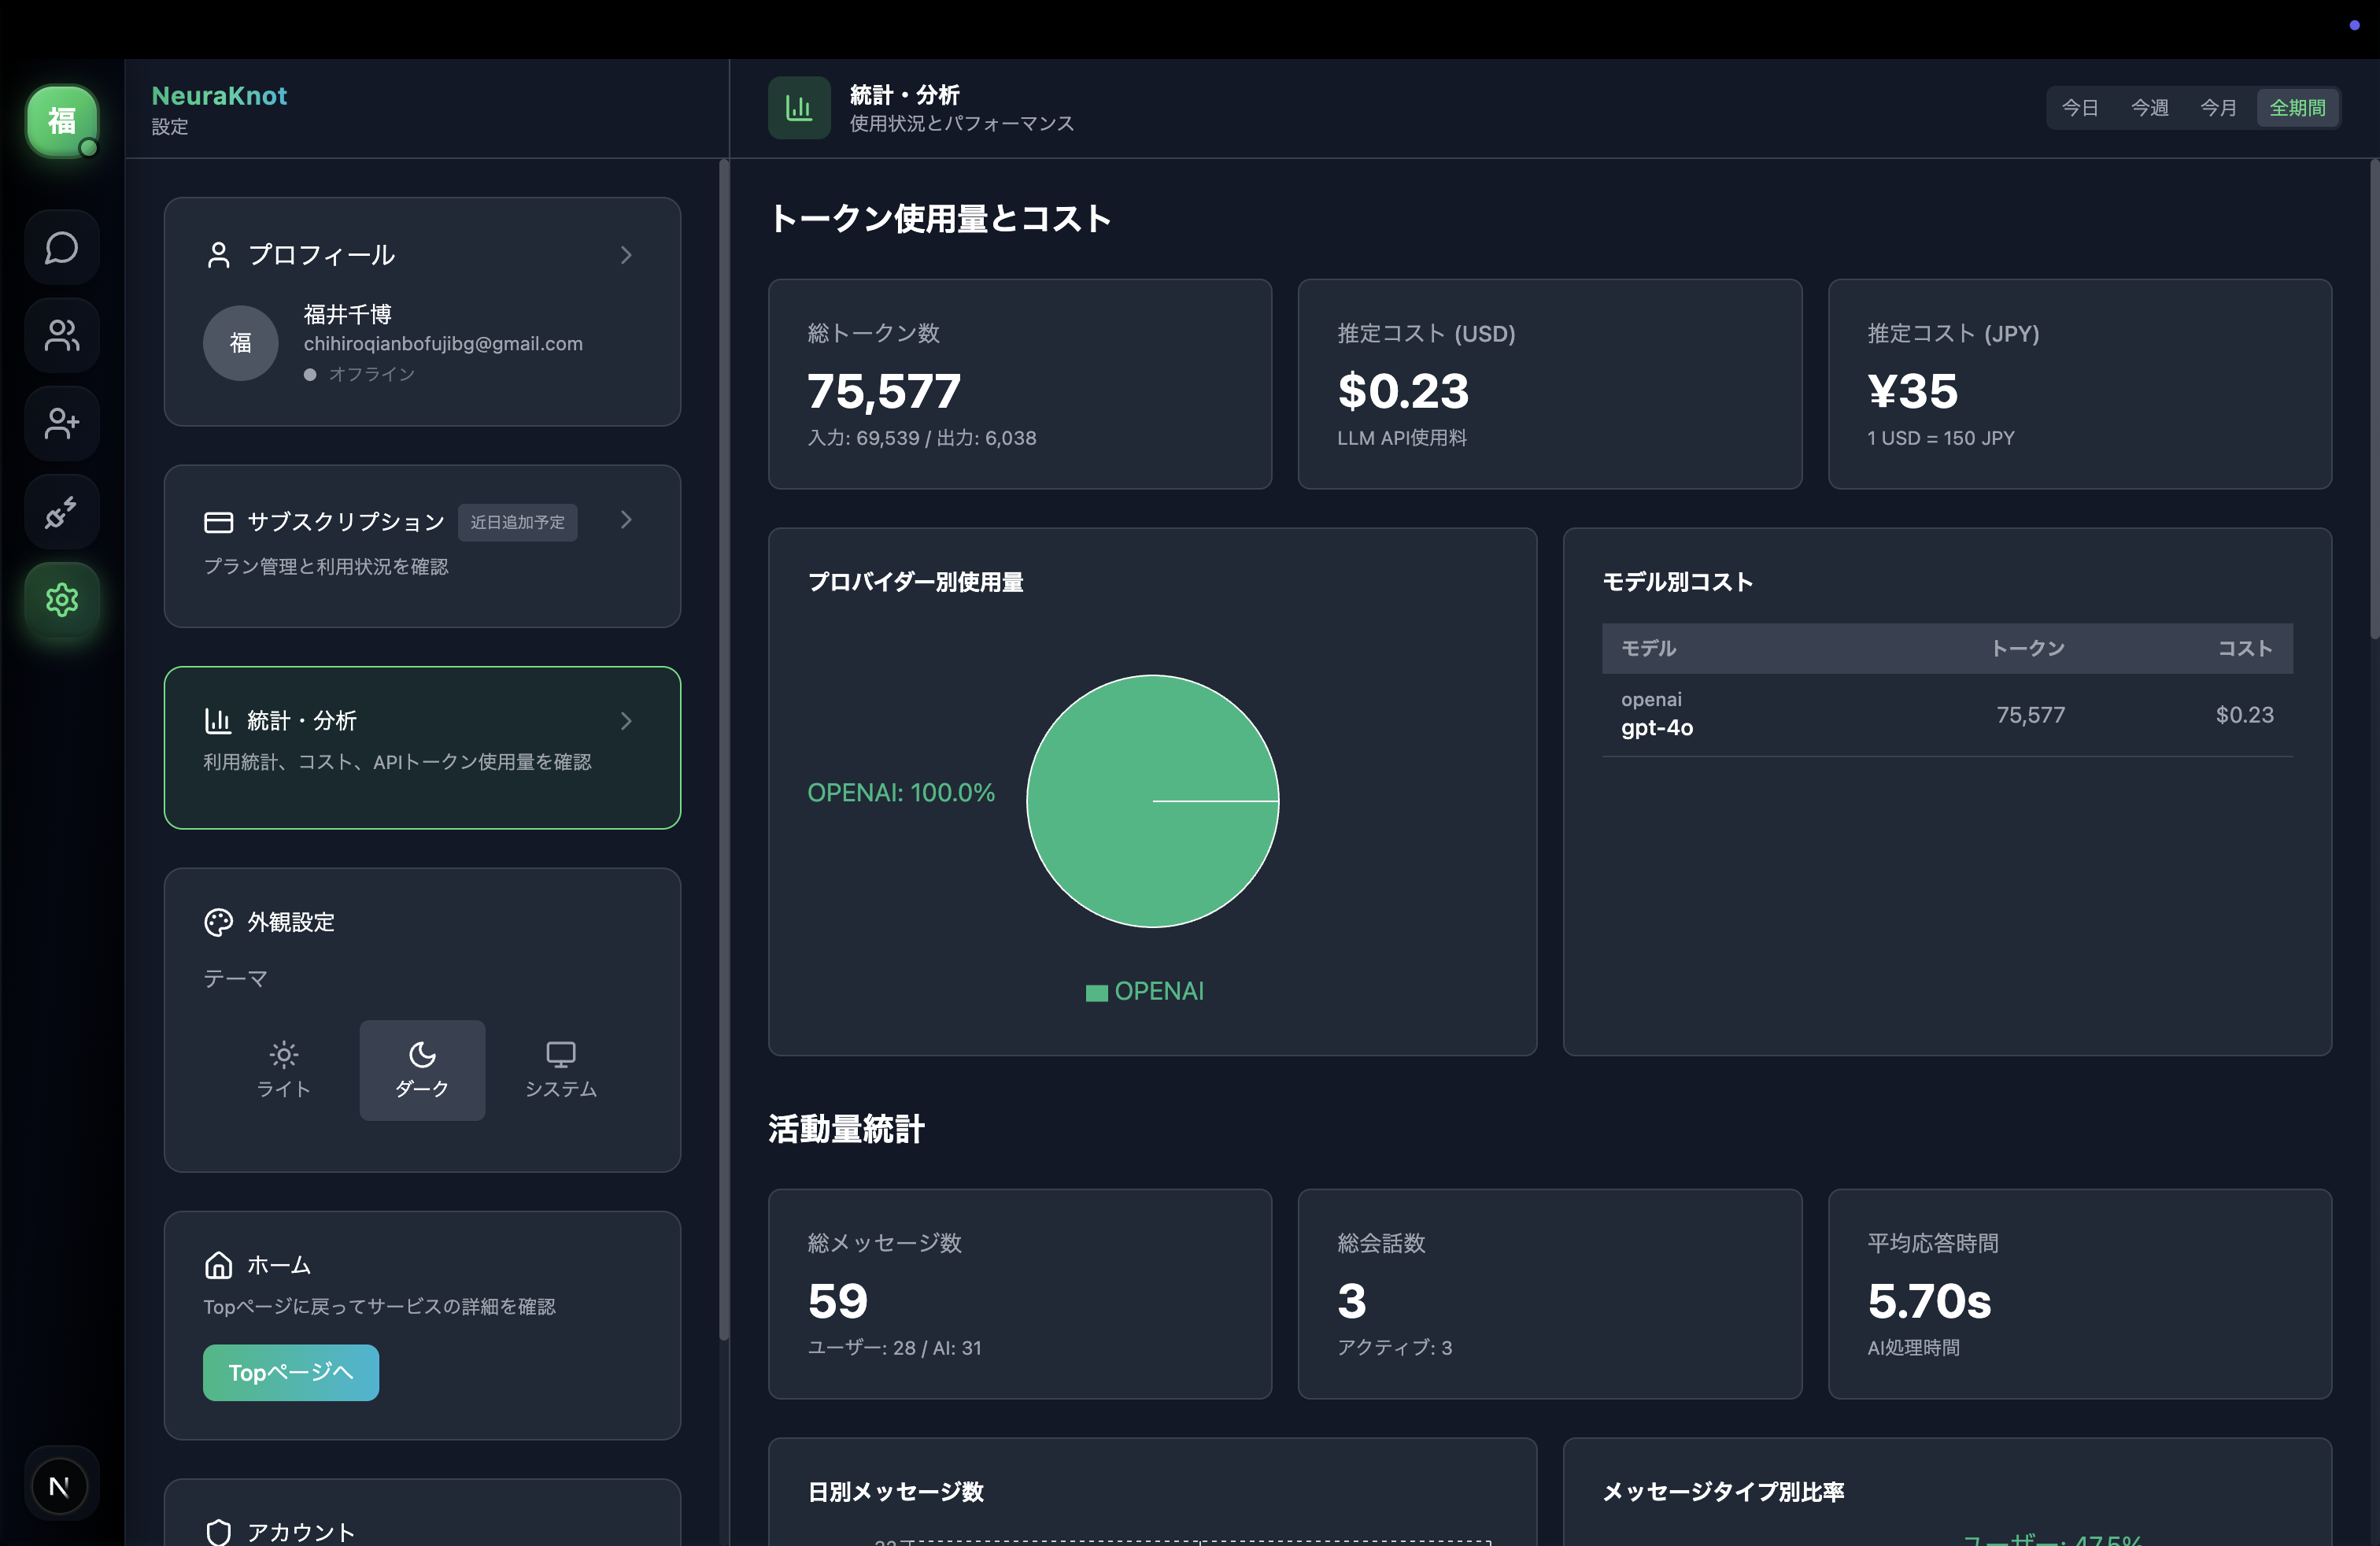 福
NeuraKnot
設定
プロフィール
福
福井千博
chihiroqianbofujibg@gmail.com
オフライン
サブスクリプション
近日追加予定
プラン管理と利用状況を確認
統計・分析
利用統計、コスト、APIトークン使用量を確認
外観設定
テーマ
ライト
ダーク
システム
ホーム
Topページに戻ってサービスの詳細を確認
Topページへ
アカウント
N
統計・分析
使用状況とパフォーマンス
今日
今週
今月
全期間
トークン使用量とコスト
総トークン数
75,577
入力: 69,539 / 出力: 6,038
推定コスト (USD)
$0.23
LLM API使用料
推定コスト (JPY)
¥35
1 USD = 150 JPY
プロバイダー別使用量
OPENAI: 100.0%
OPENAI
モデル別コスト
モデル トークン コスト
openai
gpt-4o
75,577
$0.23
活動量統計
総メッセージ数
59
ユーザー: 28 / AI: 31
総会話数
3
アクティブ: 3
平均応答時間
5.70s
AI処理時間
日別メッセージ数
メッセージタイプ別比率
ユーザー: 47.5%